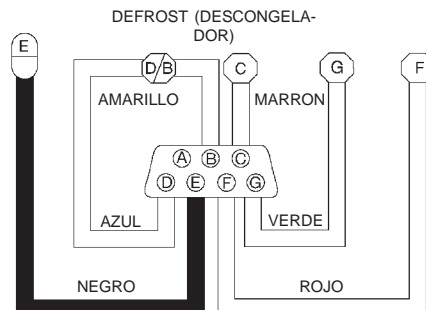 DEFROST (DESCONGELA-
DOR)
E
D/B
C
G
F
AMARILLO
MARRON
A B C
D E F G
AZUL
VERDE
NEGRO
ROJO